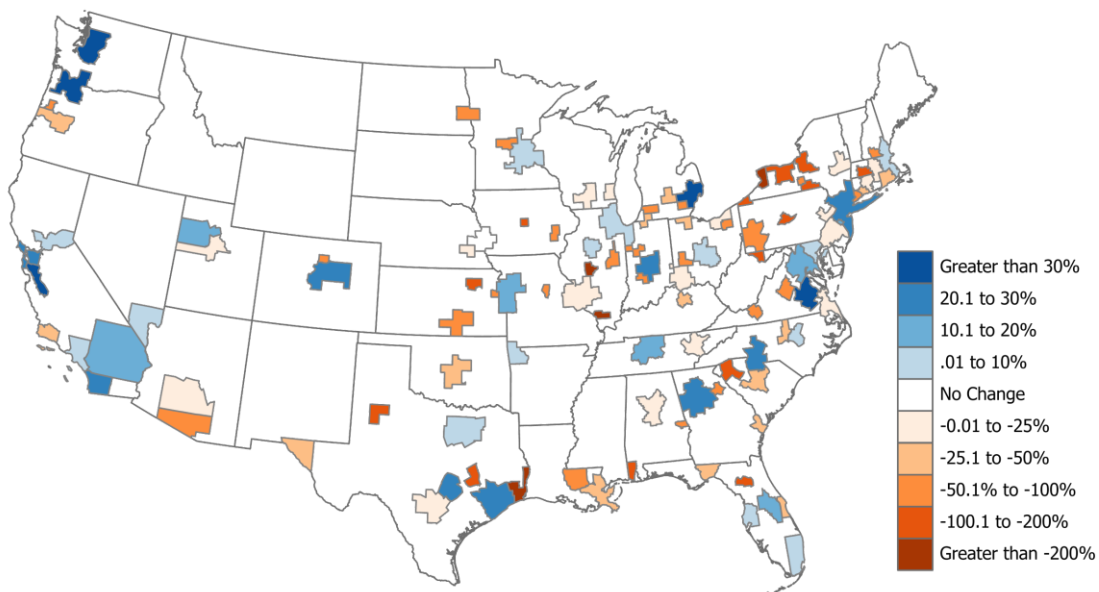 Greater than 30%
20.1 to 30%
10.1 to 20%
.01 to 10%
No Change
-0.01 to -25%
-25.1 to -50%
-50.1% to -100%
-100.1 to -200%
Greater than -200%